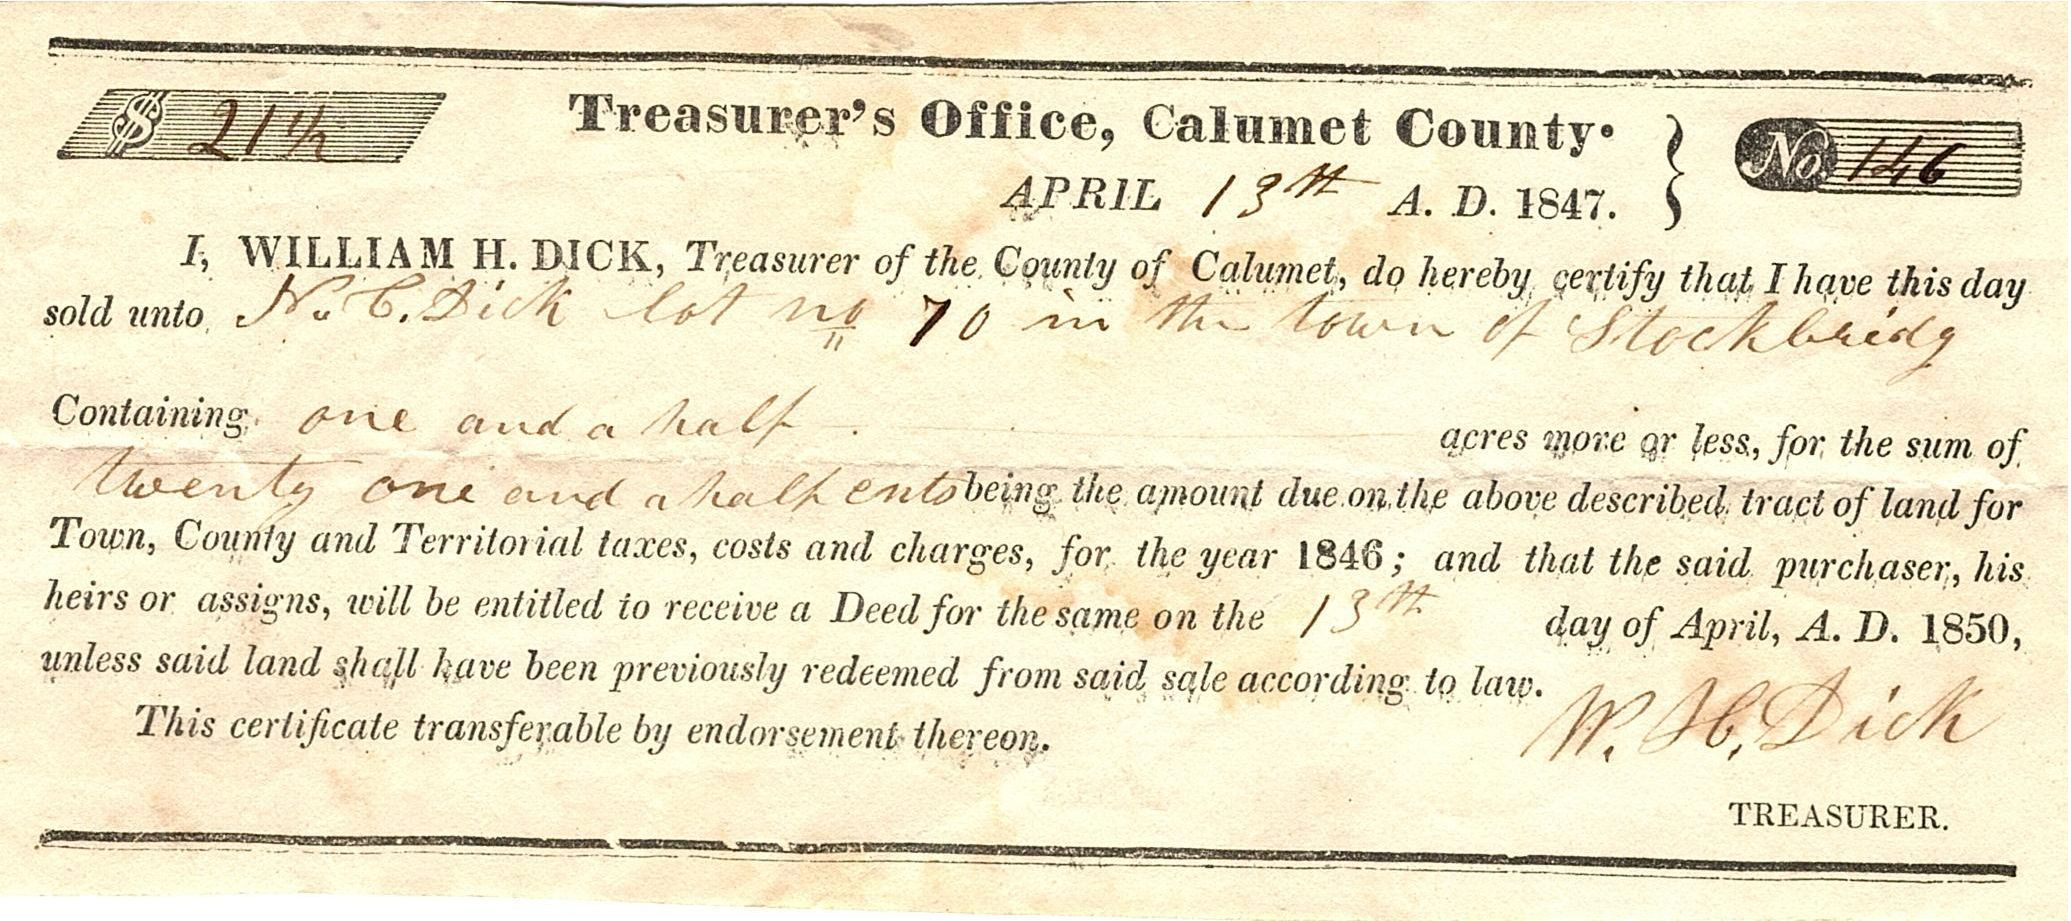 $ 21 1/2
Treasurer's Office, Calumet County.
No 146
APRIL 13th A. D. 1847.
I, WILLIAM H. DICK, Treasurer of the County of Calumet, do hereby certify that I have this day
sold unto N. C. Dick lot no 70 in the town of Stockbridg
Containing one and a half acres more or less, for the sum of
twenty one and a half cnts being the amount due on the above described tract of land for
Town, County and Territorial taxes, costs and charges, for the year 1846; and that the said purchaser, his
heirs or assigns, will be entitled to receive a Deed for the same on the 13th day of April, A. D. 1850,
unless said land shall have been previously redeemed from said sale according to law.
This certificate transferable by endorsement thereon.
W. H. Dick
TREASURER.